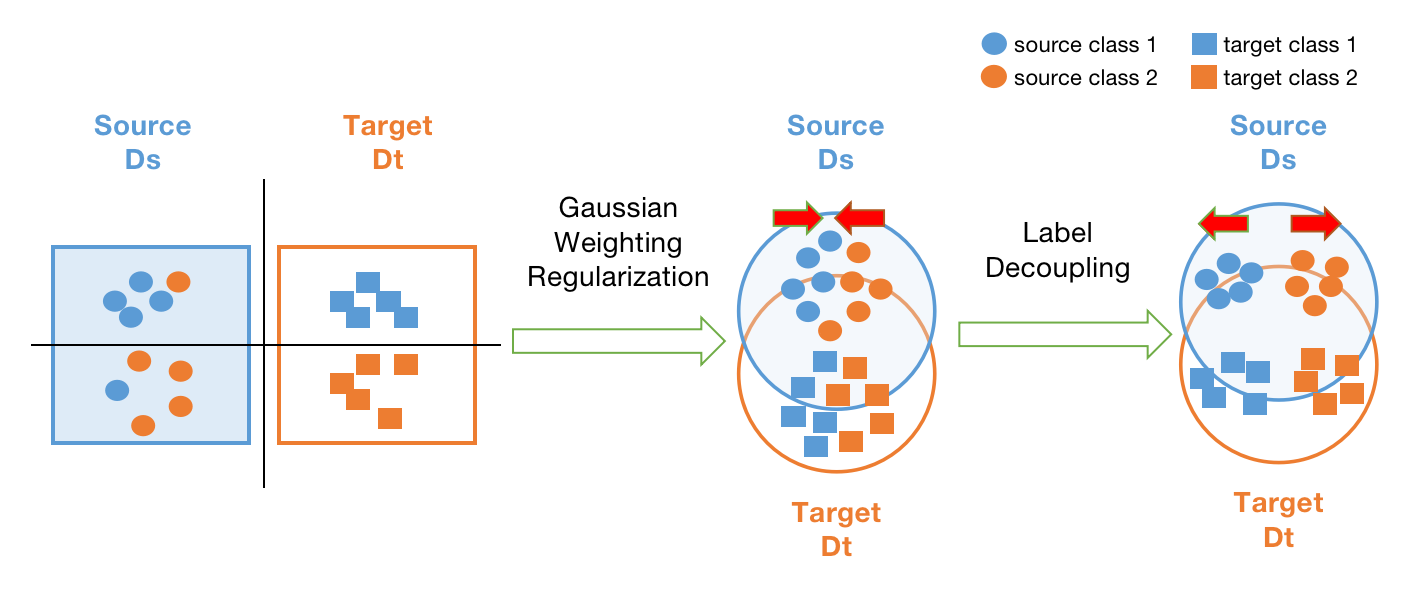 source class 1
target class 1
source class 2
target class 2
Source
Ds
Target
Dt
Gaussian
Weighting
Regularization
Source
Ds
Target
Dt
Label
Decoupling
Source
Ds
Target
Dt